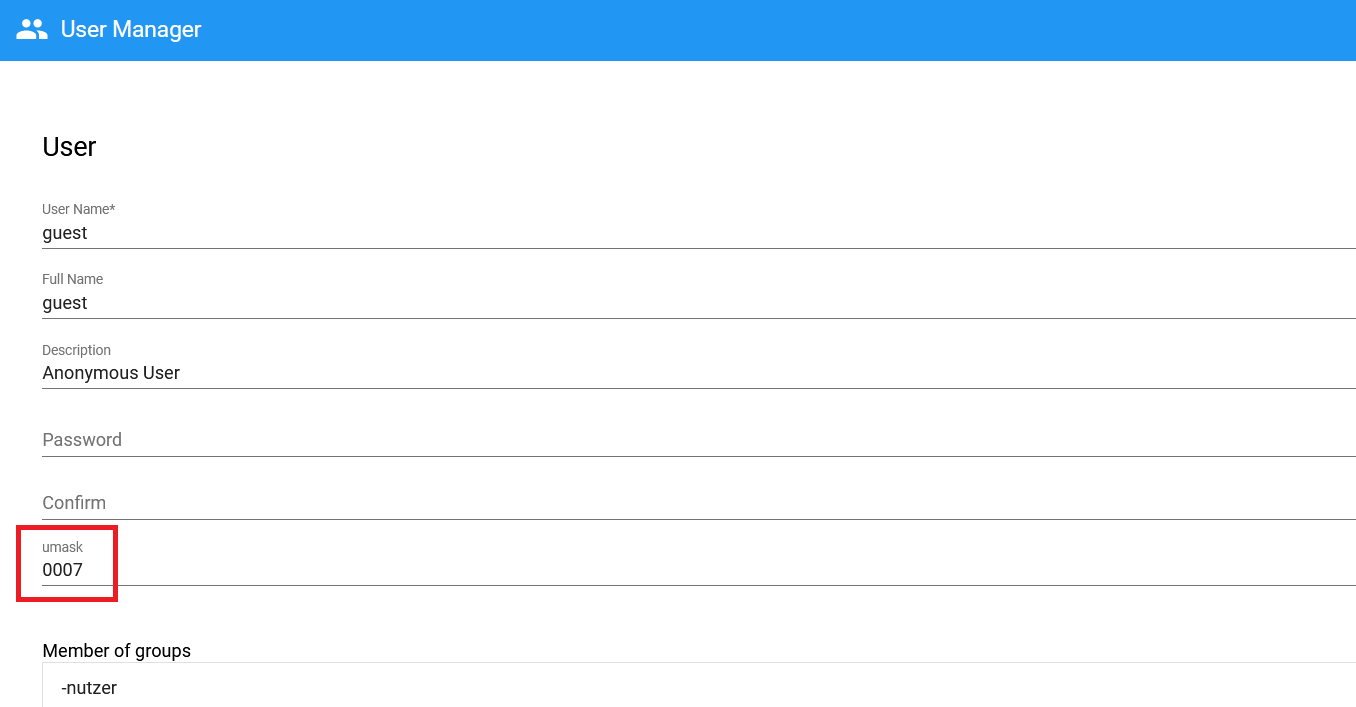 User Manager
User
User Name*
guest
Full Name
guest
Description
Anonymous User
Password
Confirm
umask
0007
Member of groups
-nutzer